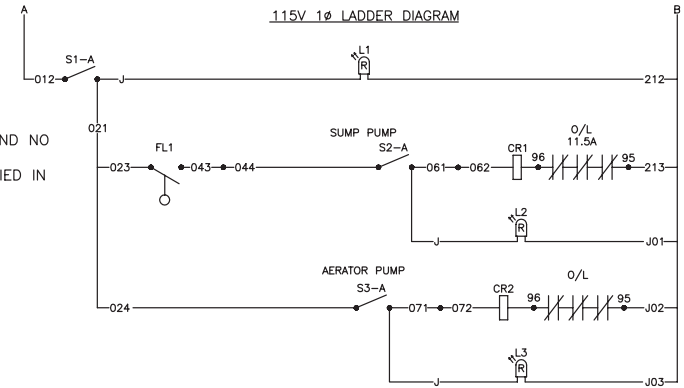 115V 1ø LADDER DIAGRAM
A
B
S1-A
L1
012
J
R
212
021
ND NO
IED IN
SUMP PUMP
O/L
11.5A
FL1
S2-A
CR1
96
95
023
043
044
061
062
213
L2
R
J
J01
AERATOR PUMP
O/L
S3-A
CR2
96
95
024
071
072
J02
L3
R
J
J03